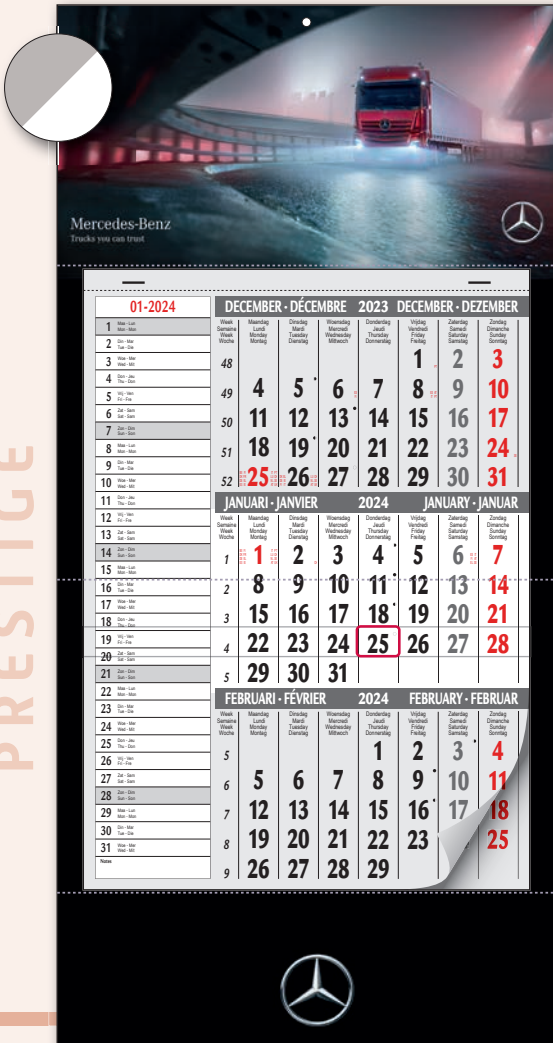 PRESTIGE
Mercedes-Benz
Trucks you can trust
01-2024
1 Maa - Lun
Mon - Mon
2 Din - Mar
Tue - Die
3 Woe - Mer
Wed - Mit
4 Don - Jeu
Thu - Don
5 Vrij - Ven
Fri - Fre
6 Zat - Sam
Sat - Sam
7 Zon - Dim
Sun - Son
8 Maa - Lun
Mon - Mon
9 Din - Mar
Tue - Die
10 Woe - Mer
Wed - Mit
11 Don - Jeu
Thu - Don
12 Vrij - Ven
Fri - Fre
13 Zat - Sam
Sat - Sam
14 Zon - Dim
Sun - Son
15 Maa - Lun
Mon - Mon
16 Din - Mar
Tue - Die
17 Woe - Mer
Wed - Mit
18 Don - Jeu
Thu - Don
19 Vrij - Ven
Fri - Fre
20 Zat - Sam
Sat - Sam
21 Zon - Dim
Sun - Son
22 Maa - Lun
Mon - Mon
23 Din - Mar
Tue - Die
24 Woe - Mer
Wed - Mit
25 Don - Jeu
Thu - Don
26 Vrij - Ven
Fri - Fre
27 Zat - Sam
Sat - Sam
28 Zon - Dim
Sun - Son
29 Maa - Lun
Mon - Mon
30 Din - Mar
Tue - Die
31 Woe - Mer
Wed - Mit
Notes
DECEMBER · DÉCEMBRE 2023 DECEMBER · DEZEMBER
Week Maandag Dinsdag Woensdag Donderdag Vrijdag Zaterdag Zondag
Semaine Lundi Mardi Mercredi Jeudi Vendredi Samedi Dimanche
Week Monday Tuesday Wednesday Thursday Friday Saturday Sunday
Woche Montag Dienstag Mittwoch Donnerstag Freitag Samstag Sonntag
48 1 2 3
49 4 5 6 7 8 9 10
50 11 12 13 14 15 16 17
51 18 19 20 21 22 23 24
52 25 26 27 28 29 30 31
JANUARI · JANVIER 2024 JANUARY · JANUAR
Week Maandag Dinsdag Woensdag Donderdag Vrijdag Zaterdag Zondag
Semaine Lundi Mardi Mercredi Jeudi Vendredi Samedi Dimanche
Week Monday Tuesday Wednesday Thursday Friday Saturday Sunday
Woche Montag Dienstag Mittwoch Donnerstag Freitag Samstag Sonntag
1 1 2 3 4 5 6 7
2 8 9 10 11 12 13 14
3 15 16 17 18 19 20 21
4 22 23 24 25 26 27 28
5 29 30 31
FEBRUARI · FÉVRIER 2024 FEBRUARY · FEBRUAR
Week Maandag Dinsdag Woensdag Donderdag Vrijdag Zaterdag Zondag
Semaine Lundi Mardi Mercredi Jeudi Vendredi Samedi Dimanche
Week Monday Tuesday Wednesday Thursday Friday Saturday Sunday
Woche Montag Dienstag Mittwoch Donnerstag Freitag Samstag Sonntag
5 1 2 3 4
6 5 6 7 8 9 10 11
7 12 13 14 15 16 17 18
8 19 20 21 22 23 25
9 26 27 28 29